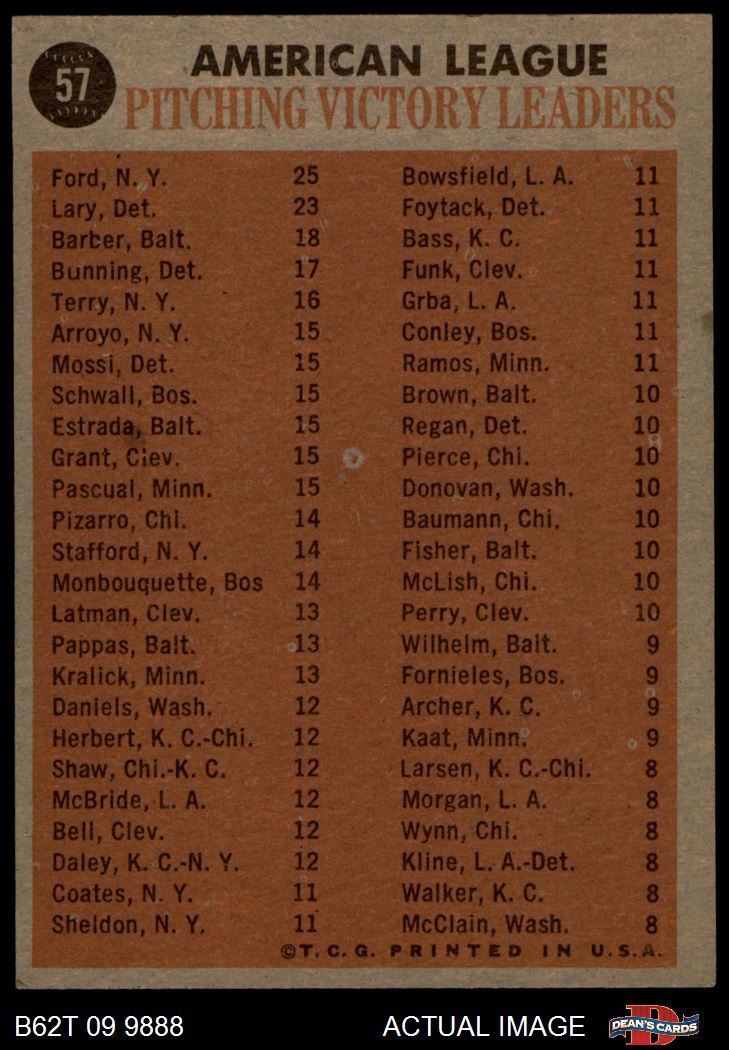 57
AMERICAN LEAGUE
PITCHING VICTORY LEADERS
Ford, N. Y. 25
Lary, Det. 23
Barber, Balt. 18
Bunning, Det. 17
Terry, N. Y. 16
Arroyo, N. Y. 15
Mossi, Det. 15
Schwall, Bos. 15
Estrada, Balt. 15
Grant, Clev. 15
Pascual, Minn. 15
Pizarro, Chi. 14
Stafford, N. Y. 14
Monbouquette, Bos 14
Latman, Clev. 13
Pappas, Balt. 13
Kralick, Minn. 13
Daniels, Wash. 12
Herbert, K. C.-Chi. 12
Shaw, Chi.-K. C. 12
McBride, L. A. 12
Bell, Clev. 12
Daley, K. C.-N. Y. 12
Coates, N. Y. 11
Sheldon, N. Y. 11
Bowsfield, L. A. 11
Foytack, Det. 11
Bass, K. C. 11
Funk, Clev. 11
Grba, L. A. 11
Conley, Bos. 11
Ramos, Minn. 11
Brown, Balt. 10
Regan, Det. 10
Pierce, Chi. 10
Donovan, Wash. 10
Baumann, Chi. 10
Fisher, Balt. 10
McLish, Chi. 10
Perry, Clev. 10
Wilhelm, Balt. 9
Fornieles, Bos. 9
Archer, K. C. 9
Kaat, Minn. 9
Larsen, K. C.-Chi. 8
Morgan, L. A. 8
Wynn, Chi. 8
Kline, L. A.-Det. 8
Walker, K. C. 8
McClain, Wash. 8
©T. C. G. PRINTED IN U. S. A.
B62T 09 9888
ACTUAL IMAGE
DEAN'S CARDS